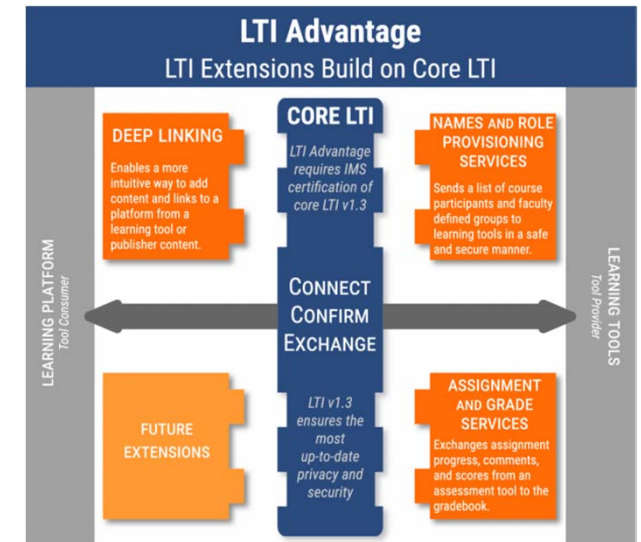 LTI Advantage
LTI Extensions Build on Core LTI
LEARNING PLATFORM
Tool Consumer
DEEP LINKING
Enables a more
intuitive way to add
content and links to a
platform from a
learning tool or
publisher content.
CORE LTI
LTI Advantage
requires IMS
certification of
core LTI v1.3
NAMES AND ROLE
PROVISIONING
SERVICES
Sends a list of course
participants and faculty
defined groups to
learning tools in a safe
and secure manner.
CONNECT
CONFIRM
EXCHANGE
FUTURE
EXTENSIONS
LTI v1.3
ensures the
most
up-to-date
privacy and
security
ASSIGNMENT
AND GRADE
SERVICES
Exchanges assignment
progress, comments,
and scores from an
assessment tool to the
gradebook.
LEARNING TOOLS
Tool Provider